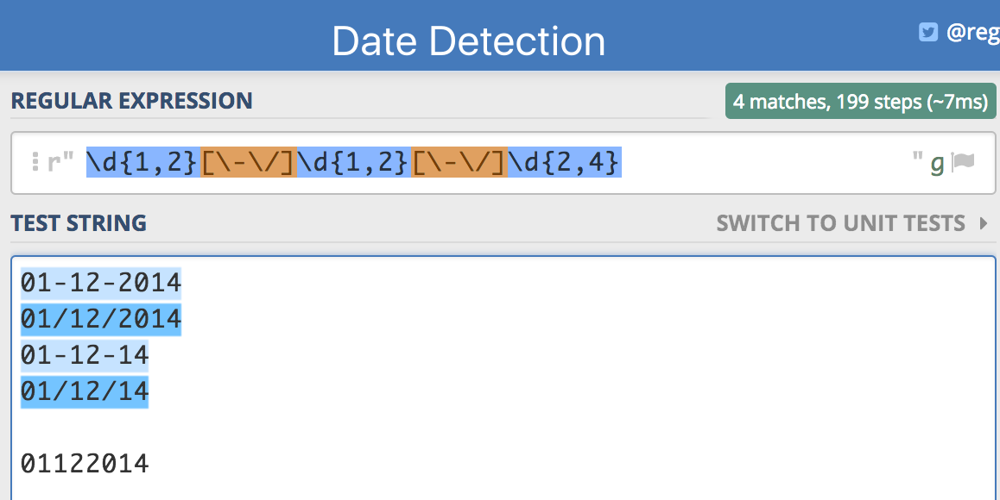 Date Detection
@reg
REGULAR EXPRESSION
4 matches, 199 steps (~7ms)
r" \d{1,2}[\-\/]\d{1,2}[\-\/]\d{2,4} " g
TEST STRING
SWITCH TO UNIT TESTS
01-12-2014
01/12/2014
01-12-14
01/12/14
01122014